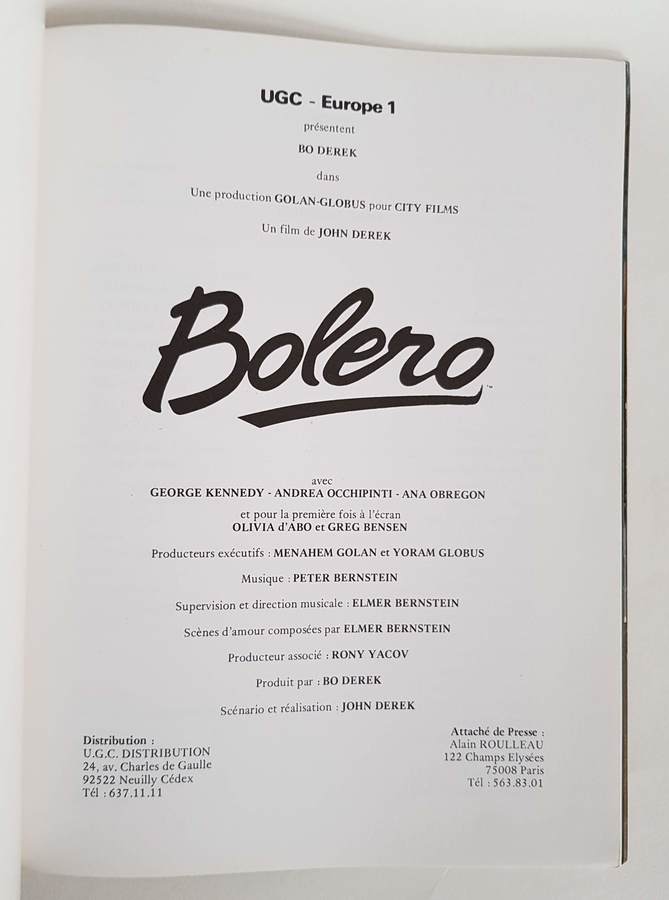 UGC - Europe 1
présentent
BO DEREK
dans
Une production GOLAN-GLOBUS pour CITY FILMS
Un film de JOHN DEREK
Bolero
avec
GEORGE KENNEDY - ANDREA OCCHIPINTI - ANA OBREGON
et pour la première fois à l'écran
OLIVIA d'ABO et GREG BENSEN
Producteurs exécutifs : MENAHEM GOLAN et YORAM GLOBUS
Musique : PETER BERNSTEIN
Supervision et direction musicale : ELMER BERNSTEIN
Scènes d'amour composées par ELMER BERNSTEIN
Producteur associé : RONY YACOV
Produit par : BO DEREK
Scénario et réalisation : JOHN DEREK
Distribution :
U.G.C. DISTRIBUTION
24, av. Charles de Gaulle
92522 Neuilly Cédex
Tél : 637.11.11
Attaché de Presse :
Alain ROULLEAU
122 Champs Elysées
75008 Paris
Tél : 563.83.01